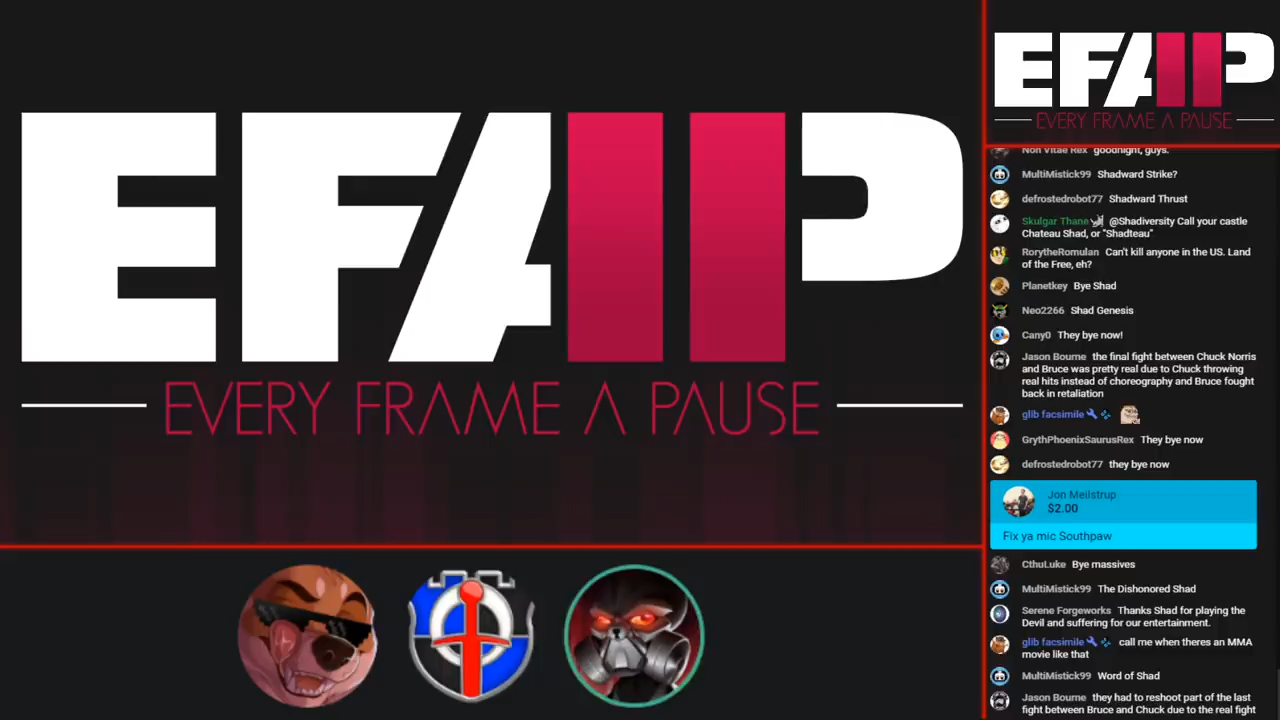 EFAP
EVERY FRAME A PAUSE
EFAP
EVERY FRAME A PAUSE
Non Vitae Rex goodnight, guys.
MultiMistick99 Shadward Strike?
defrostedrobot77 Shadward Thrust
Skulgar Thane @Shadiversity Call your castle
Chateau Shad, or "Shadteau"
RorytheRomulan Can't kill anyone in the US. Land
of the Free, eh?
Planetkey Bye Shad
Neo2266 Shad Genesis
Cany0 They bye now!
Jason Bourne the final fight between Chuck Norris
and Bruce was pretty real due to Chuck throwing
real hits instead of choreography and Bruce fought
back in retaliation
glib facsimile
GrythPhoenixSaurusRex They bye now
defrostedrobot77 they bye now
Jon Meilstrup
$2.00
Fix ya mic Southpaw
CthuLuke Bye massives
MultiMistick99 The Dishonored Shad
Serene Forgeworks Thanks Shad for playing the
Devil and suffering for our entertainment.
glib facsimile call me when theres an MMA
movie like that
MultiMistick99 Word of Shad
Jason Bourne they had to reshoot part of the last
fight between Bruce and Chuck due to the real fight